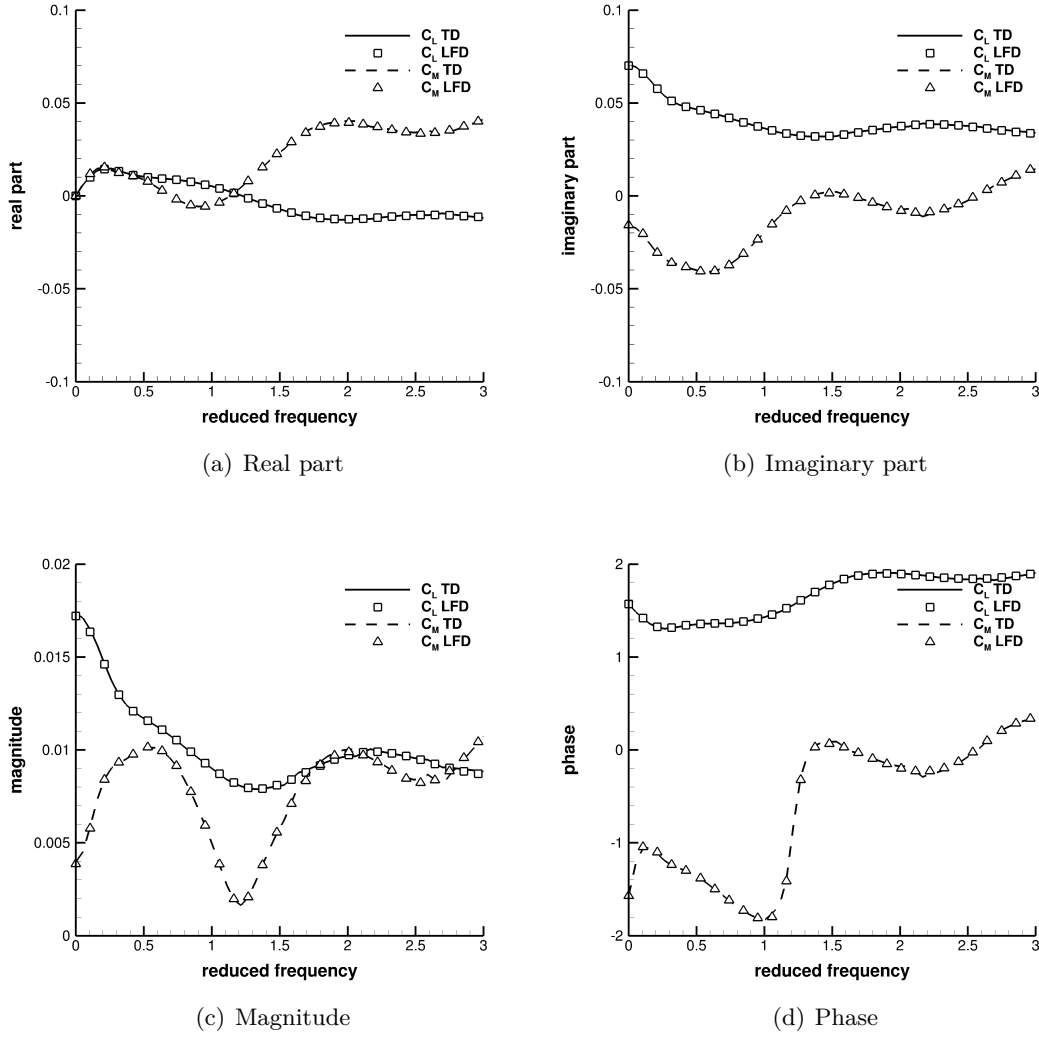 0.1
0.05
0
-0.05
-0.1
real part
0 0.5 1 1.5 2 2.5 3
reduced frequency
C_L TD
C_L LFD
C_M TD
C_M LFD
(a) Real part
0.1
0.05
0
-0.05
-0.1
imaginary part
0 0.5 1 1.5 2 2.5 3
reduced frequency
C_L TD
C_L LFD
C_M TD
C_M LFD
(b) Imaginary part
0.02
0.015
0.01
0.005
0
magnitude
0 0.5 1 1.5 2 2.5 3
reduced frequency
C_L TD
C_L LFD
C_M TD
C_M LFD
(c) Magnitude
2
1
0
-1
-2
phase
0 0.5 1 1.5 2 2.5 3
reduced frequency
C_L TD
C_L LFD
C_M TD
C_M LFD
(d) Phase